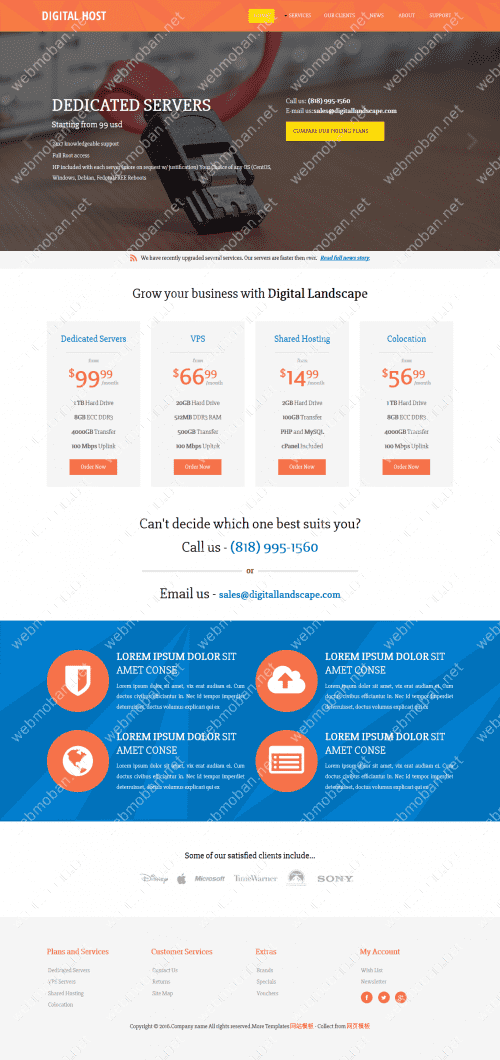 DIGITAL HOST
HOME SERVICES OUR CLIENTS NEWS ABOUT SUPPORT
DEDICATED SERVERS
Starting from 99 usd
24x7 knowledgeable support
Full Root access
HP included with each server (more on request w/ justification) Your choice of any OS (CentOS,
Windows, Debian, Fedora) FREE Reboots
Call us: (818) 995-1560
E-mail us:sales@digitallandscape.com
COMPARE OUR PRICING PLANS
We have recently upgraded several services. Our servers are faster then ever. Read full news story.
Grow your business with Digital Landscape
Dedicated Servers
from
$99 99
/month
1 TB Hard Drive
8GB ECC DDR3
4000GB Transfer
100 Mbps Uplink
Order Now
VPS
from
$66 99
/month
20GB Hard Drive
512MB DDR3 RAM
500GB Transfer
100 Mbps Uplink
Order Now
Shared Hosting
from
$14 99
/month
2GB Hard Drive
100GB Transfer
PHP and MySQL
cPanel Included
Order Now
Colocation
from
$56 99
/month
1 TB Hard Drive
8GB ECC DDR3
4000GB Transfer
100 Mbps Uplink
Order Now
Can't decide which one best suits you?
Call us - (818) 995-1560
or
Email us - sales@digitallandscape.com
LOREM IPSUM DOLOR SIT
AMET CONSE
Lorem ipsum dolor sit amet, vix erat audiam ei. Cum
doctus civibus efficiantur in. Nec id tempor imperdiet
deterruisset, doctus volumus explicari qui ex
LOREM IPSUM DOLOR SIT
AMET CONSE
Lorem ipsum dolor sit amet, vix erat audiam ei. Cum
doctus civibus efficiantur in. Nec id tempor imperdiet
deterruisset, doctus volumus explicari qui ex
LOREM IPSUM DOLOR SIT
AMET CONSE
Lorem ipsum dolor sit amet, vix erat audiam ei. Cum
doctus civibus efficiantur in. Nec id tempor imperdiet
deterruisset, doctus volumus explicari qui ex
LOREM IPSUM DOLOR SIT
AMET CONSE
Lorem ipsum dolor sit amet, vix erat audiam ei. Cum
doctus civibus efficiantur in. Nec id tempor imperdiet
deterruisset, doctus volumus explicari qui ex
Some of our satisfied clients include...
Disney Microsoft TimeWarner SONY
Plans and Services
Dedicated Servers
VPS Servers
Shared Hosting
Colocation
Customer Services
Contact Us
Returns
Site Map
Extras
Brands
Specials
Vouchers
My Account
Wish List
Newsletter
Copyright © 2016.Company name All rights reserved.More Templates 网站模板 - Collect from 网页模板
webmoban.net